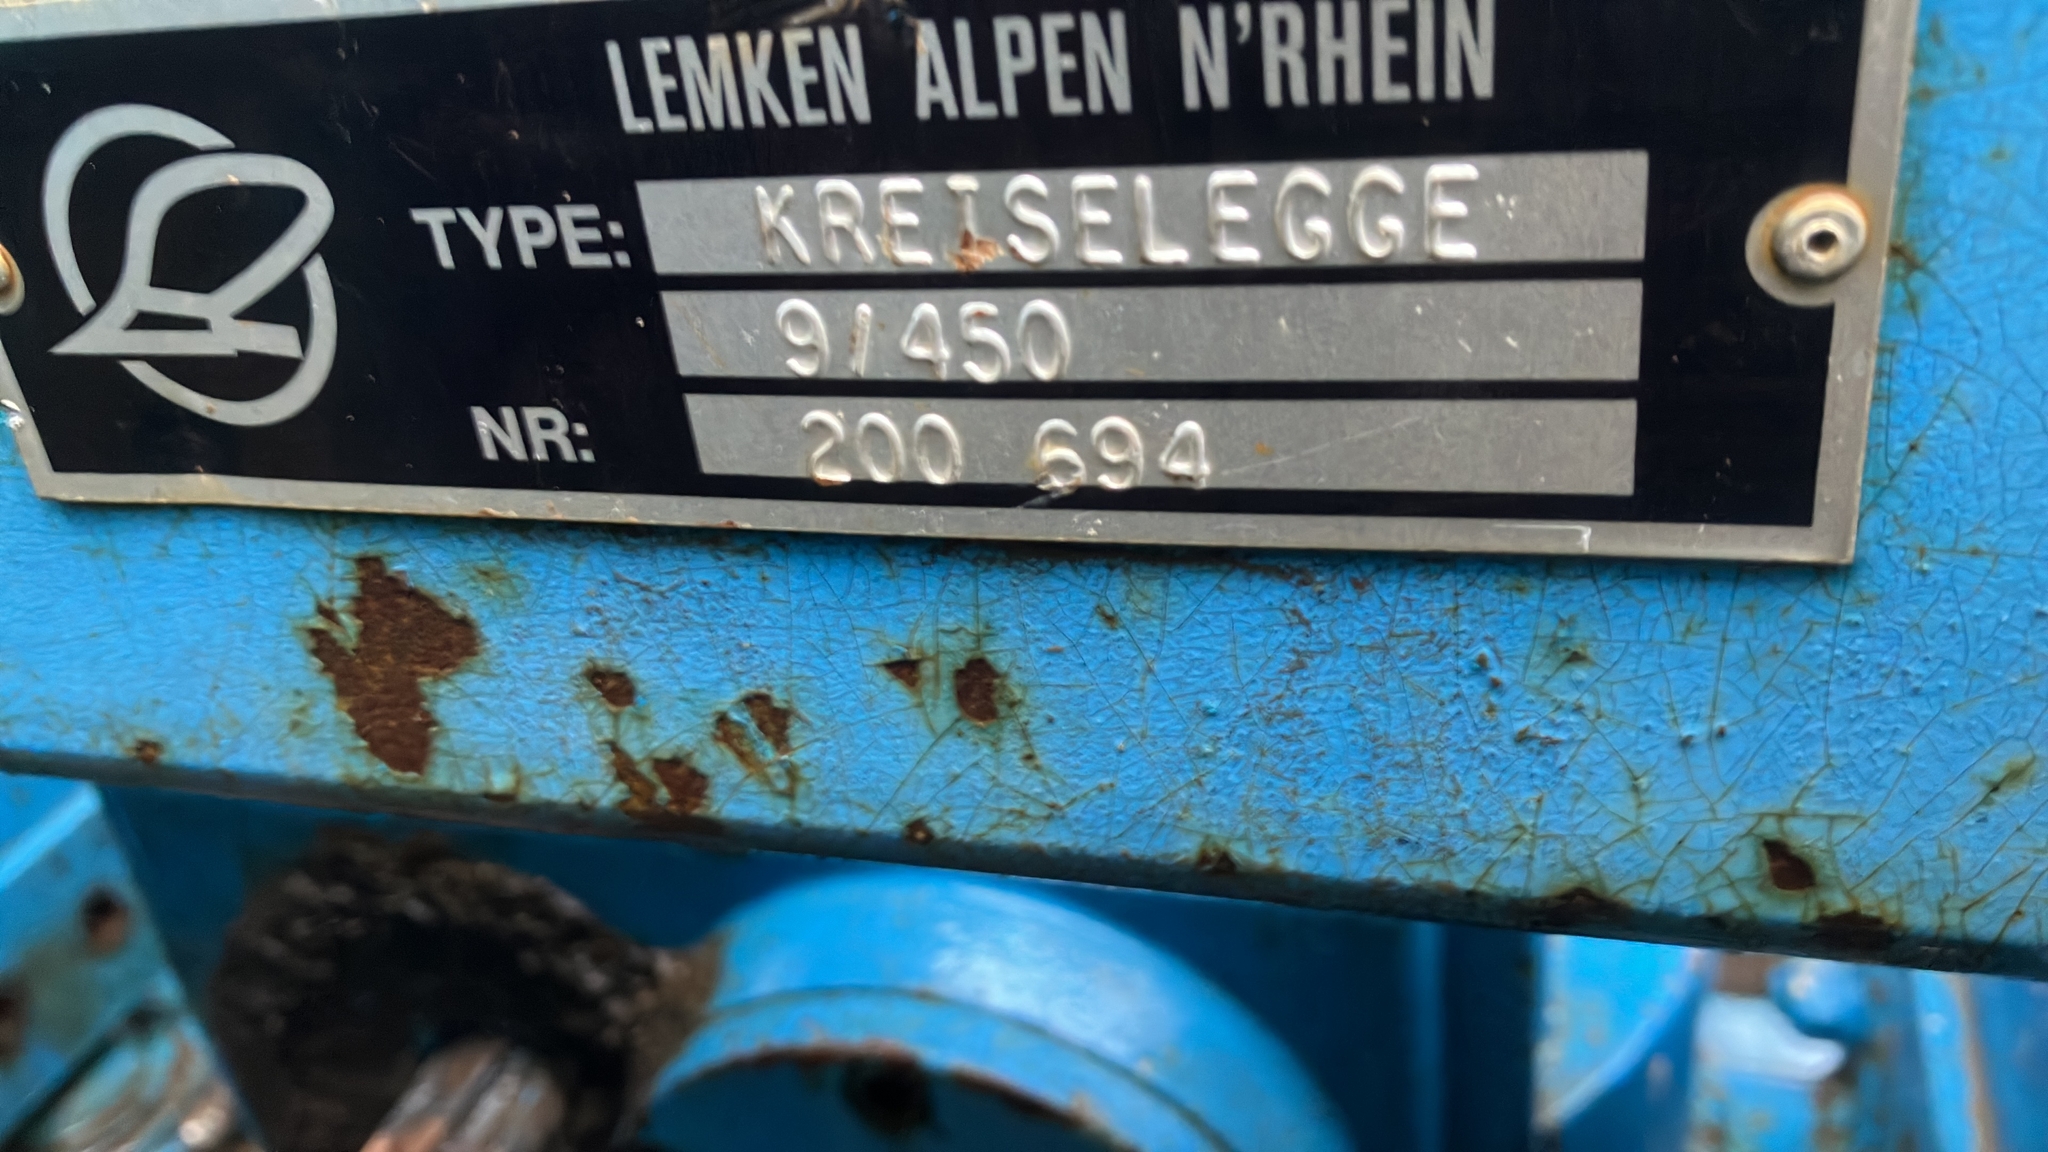 LEMKEN ALPEN N'RHEIN
TYPE: KREISELEGGE
9/450
NR: 200 694